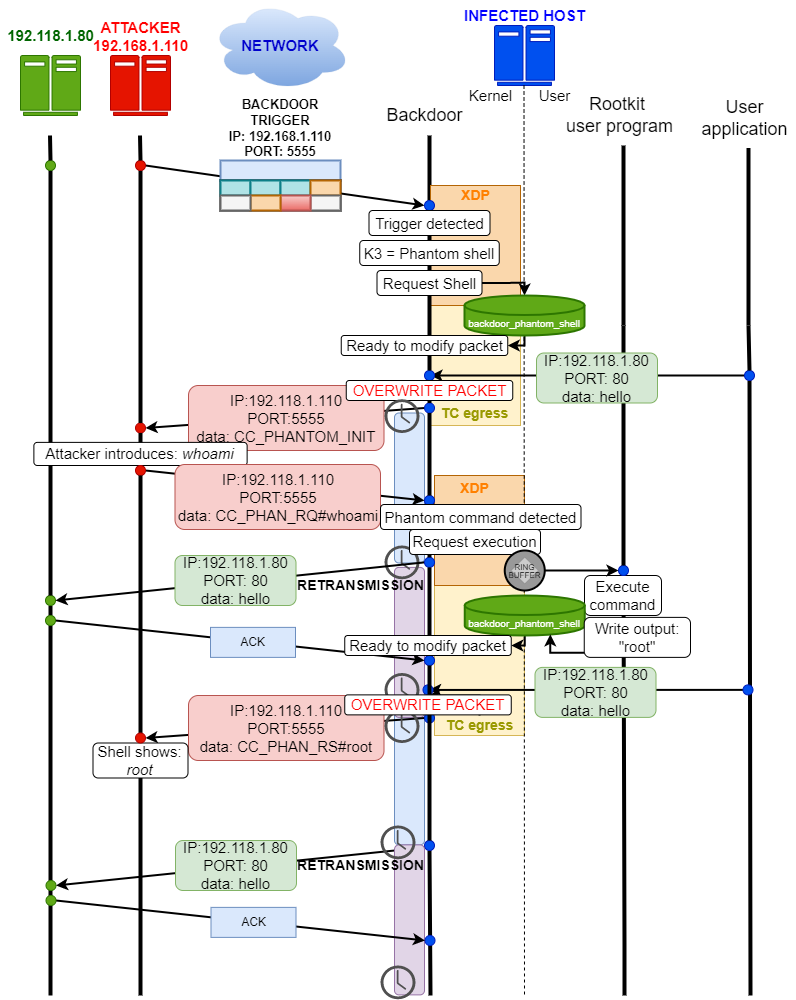 192.118.1.80
ATTACKER
192.168.1.110
NETWORK
INFECTED HOST
Kernel
User
BACKDOOR
TRIGGER
IP: 192.168.1.110
PORT: 5555
Backdoor
Rootkit
user program
User
application
XDP
Trigger detected
K3 = Phantom shell
Request Shell
backdoor_phantom_shell
Ready to modify packet
IP:192.118.1.80
PORT: 80
data: hello
OVERWRITE PACKET
IP:192.118.1.110
PORT:5555
data: CC_PHANTOM_INIT
TC egress
Attacker introduces: whoami
IP:192.118.1.110
PORT:5555
data: CC_PHAN_RQ#whoami
XDP
Phantom command detected
Request execution
RING
BUFFER
IP:192.118.1.80
PORT: 80
data: hello
RETRANSMISSION
Execute
command
backdoor_phantom_shell
Write output:
"root"
ACK
Ready to modify packet
IP:192.118.1.80
PORT: 80
data: hello
OVERWRITE PACKET
IP:192.118.1.110
PORT:5555
data: CC_PHAN_RS#root
TC egress
Shell shows:
root
IP:192.118.1.80
PORT: 80
data: hello
RETRANSMISSION
ACK